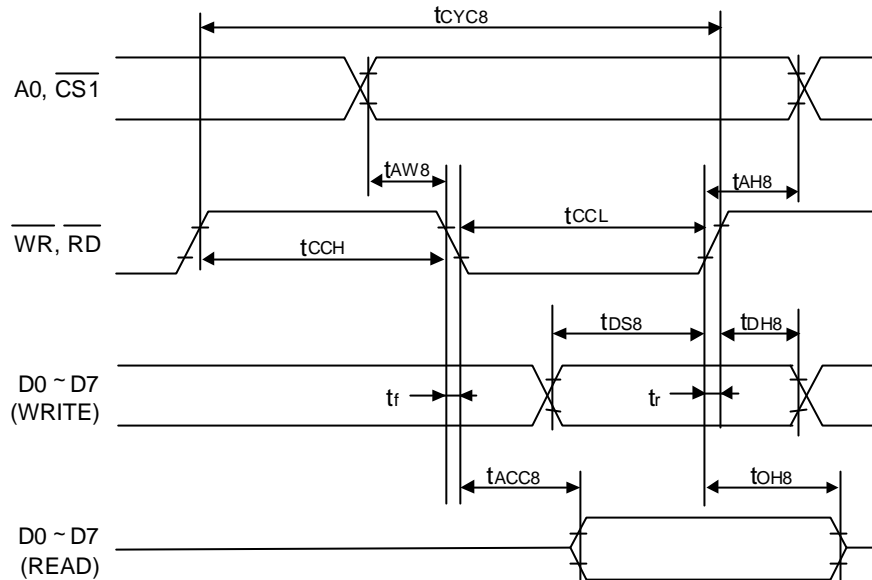 tCYC8
A0, CS1
tAW8
tAH8
WR, RD
tCCL
tCCH
tDS8
tDH8
D0 ~ D7
(WRITE)
tf
tr
tACC8
tOH8
D0 ~ D7
(READ)